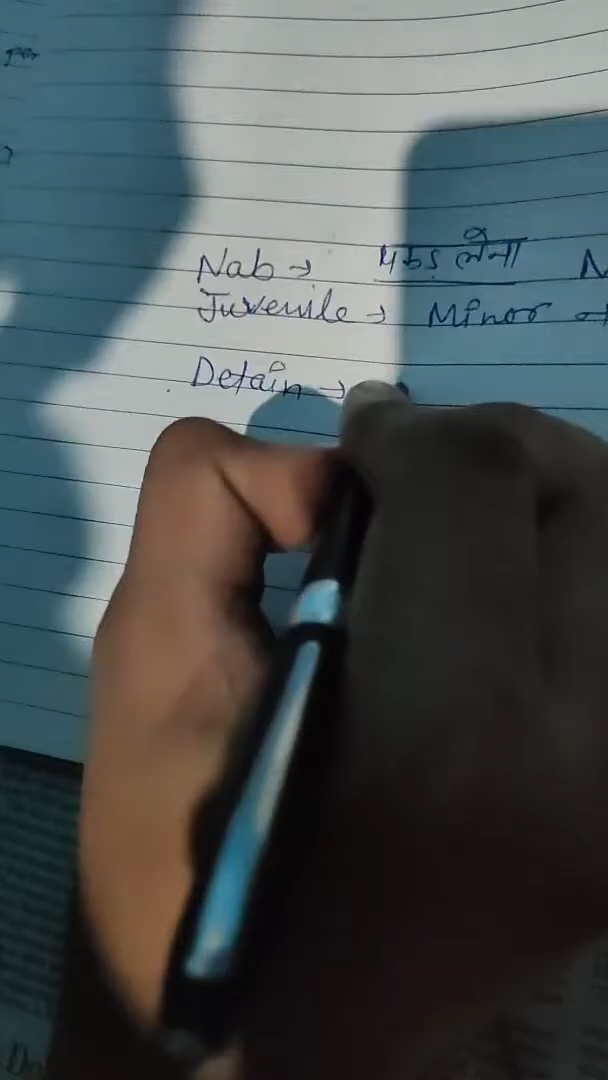 Nab → पकड़ लेना N
Juvenile → Minor →
Detain →